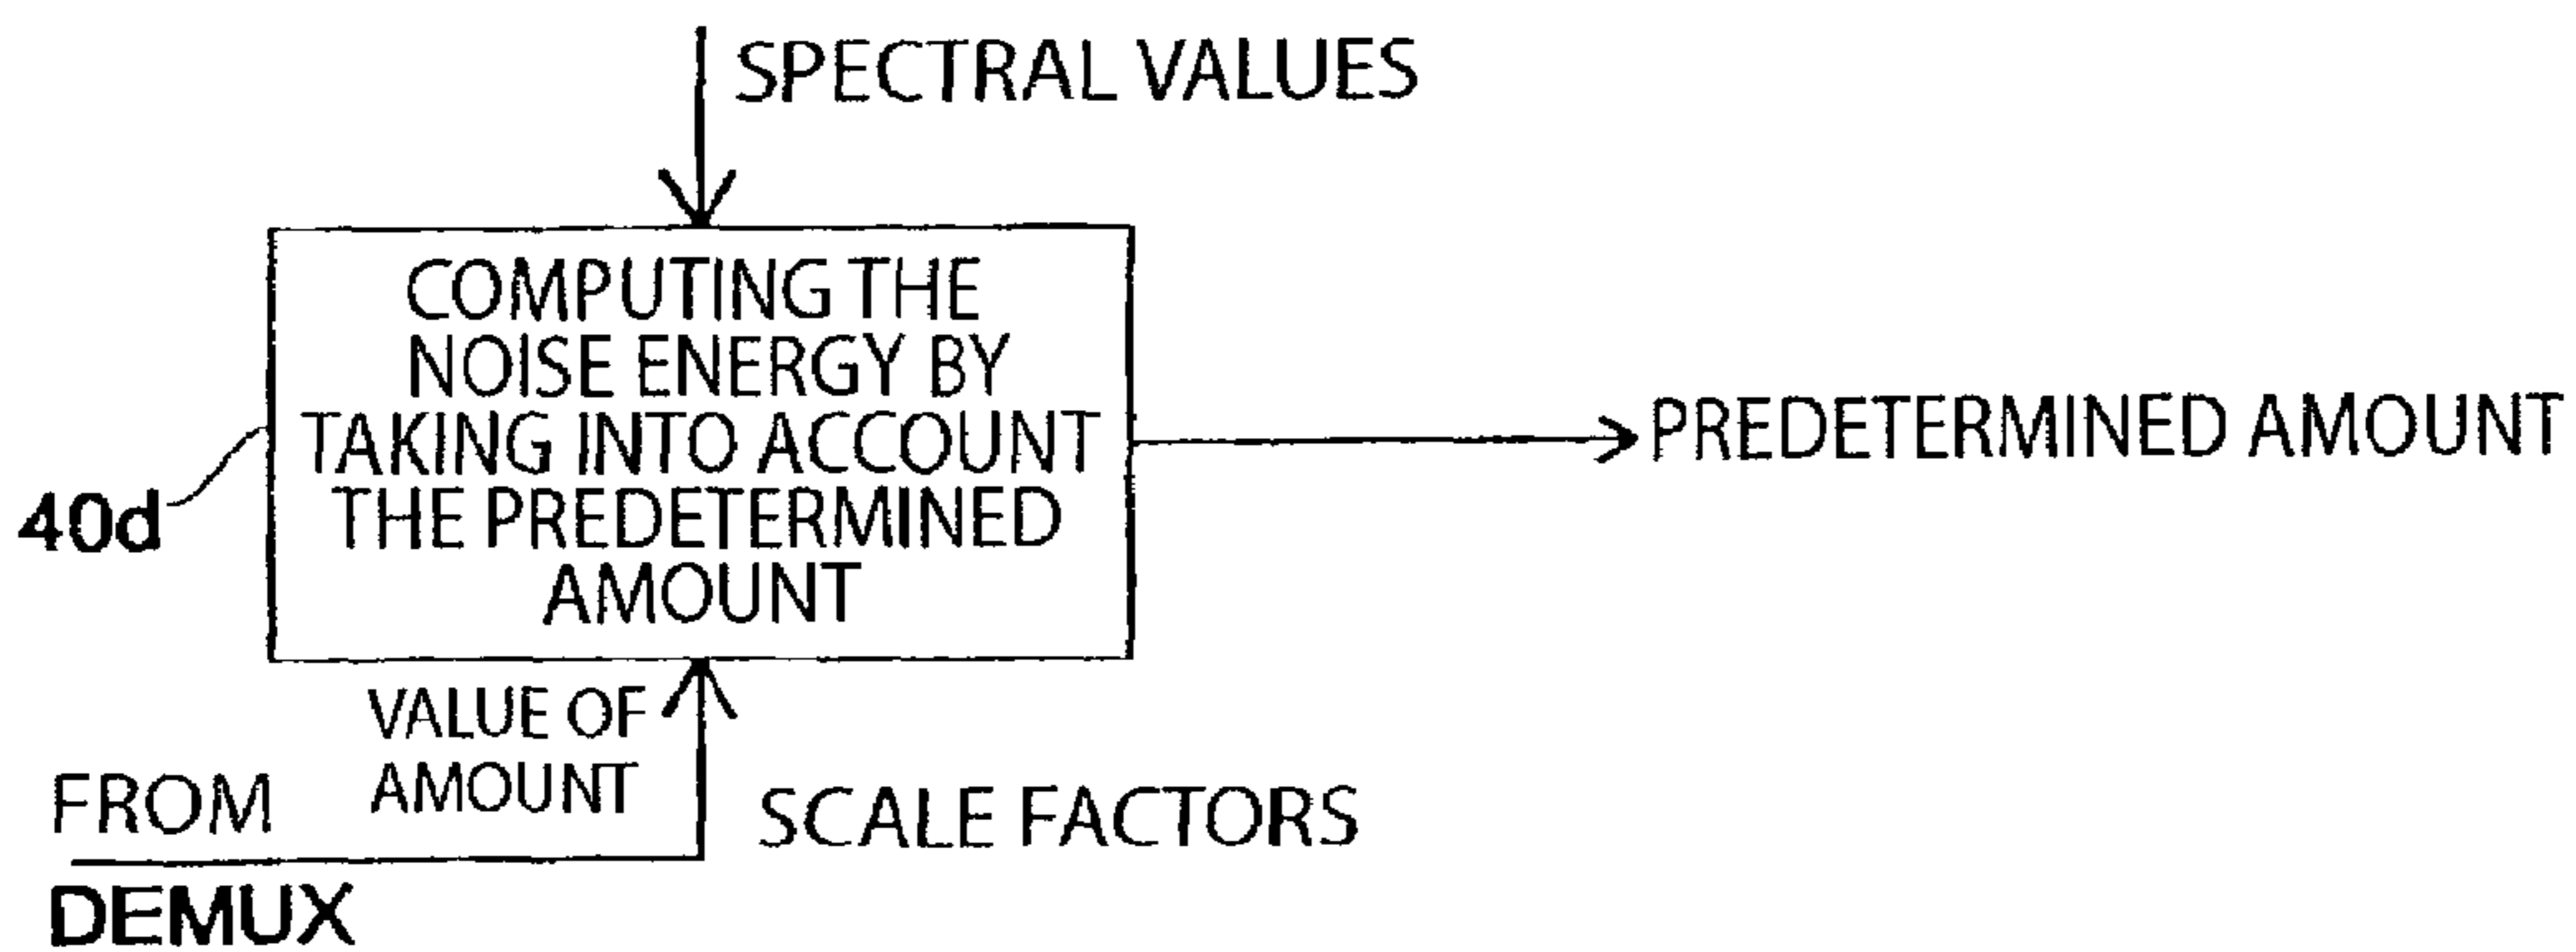 SPECTRAL VALUES
COMPUTING THE
NOISE ENERGY BY
TAKING INTO ACCOUNT
THE PREDETERMINED
AMOUNT
PREDETERMINED AMOUNT
40d
VALUE OF
AMOUNT
FROM
DEMUX
SCALE FACTORS